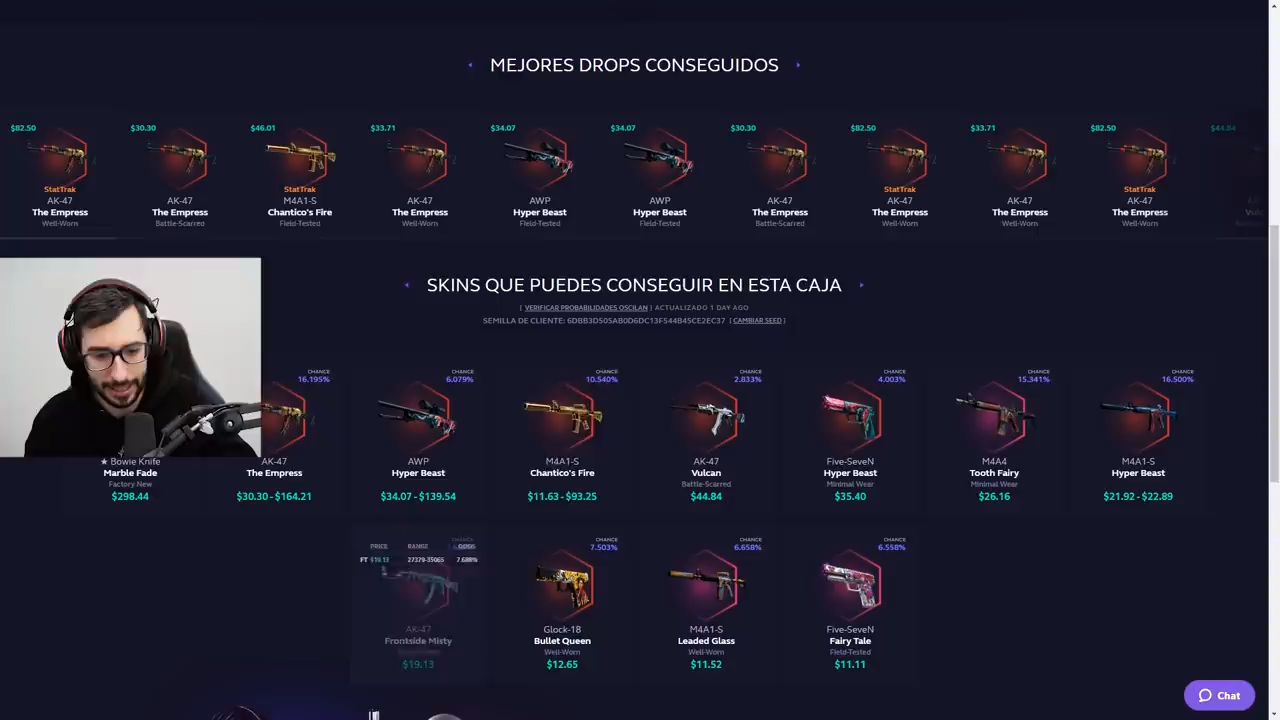 MEJORES DROPS CONSEGUIDOS
$82.50 $30.30 $46.01 $33.71 $34.07 $34.07 $30.30 $82.50 $33.71 $82.50 $44.84
StatTrak StatTrak StatTrak StatTrak
AK-47 AK-47 M4A1-S AK-47 AWP AWP AK-47 AK-47 AK-47 AK-47
The Empress The Empress Chantico's Fire The Empress Hyper Beast Hyper Beast The Empress The Empress The Empress The Empress
Well-Worn Battle-Scarred Field-Tested Well-Worn Field-Tested Field-Tested Battle-Scarred Well-Worn Well-Worn Well-Worn
SKINS QUE PUEDES CONSEGUIR EN ESTA CAJA
[ VERIFICAR PROBABILIDADES OSCILAN ] ACTUALIZADO 1 DAY AGO
[ CAMBIAR SEED ]
SEMILLA DE CLIENTE:
CHANCE CHANCE CHANCE CHANCE CHANCE CHANCE CHANCE
16.195% 6.079% 10.540% 2.833% 4.003% 15.341% 16.500%
★ Bowie Knife AK-47 AWP M4A1-S AK-47 Five-SeveN M4A4 M4A1-S
Marble Fade The Empress Hyper Beast Chantico's Fire Vulcan Hyper Beast Tooth Fairy Hyper Beast
Factory New Battle-Scarred Minimal Wear Minimal Wear
$298.44 $30.30 - $164.21 $34.07 - $139.54 $11.63 - $93.25 $44.84 $35.40 $26.16 $21.92 - $22.89
PRICE RANGE ODDS CHANCE CHANCE CHANCE
7.503% 6.658% 6.558%
FT $19.13 27379-35065 7.688%
AK-47 Glock-18 M4A1-S Five-SeveN
Frontside Misty Bullet Queen Leaded Glass Fairy Tale
Well-Worn Well-Worn Field-Tested
$19.13 $12.65 $11.52 $11.11
Chat